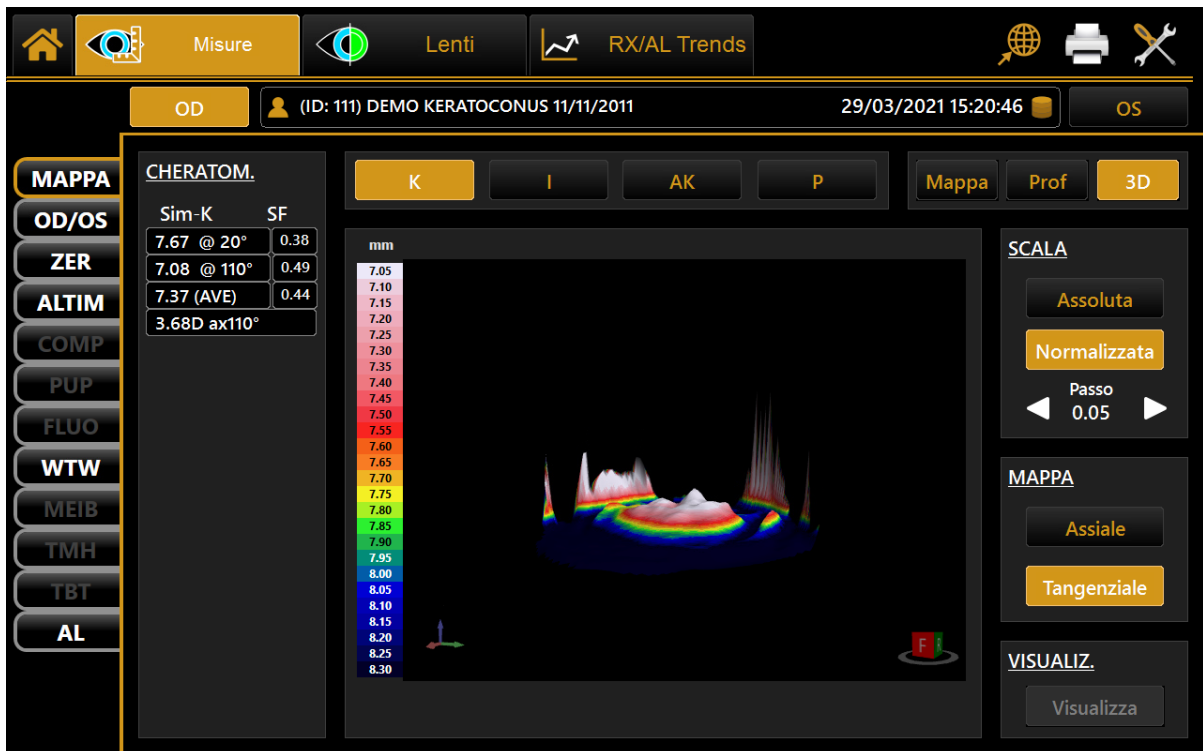 Misure
Lenti
RX/AL Trends
OD
(ID: 111) DEMO KERATOCONUS 11/11/2011
29/03/2021 15:20:46
OS
MAPPA
OD/OS
ZER
ALTIM
COMP
PUP
FLUO
WTW
MEIB
TMH
TBT
AL
CHERATOM.
Sim-K SF
7.67 @ 20° 0.38
7.08 @ 110° 0.49
7.37 (AVE) 0.44
3.68D ax110°
K
I
AK
P
Mappa
Prof
3D
mm
7.05
7.10
7.15
7.20
7.25
7.30
7.35
7.40
7.45
7.50
7.55
7.60
7.65
7.70
7.75
7.80
7.85
7.90
7.95
8.00
8.05
8.10
8.15
8.20
8.25
8.30
F
SCALA
Assoluta
Normalizzata
Passo
0.05
MAPPA
Assiale
Tangenziale
VISUALIZ.
Visualizza